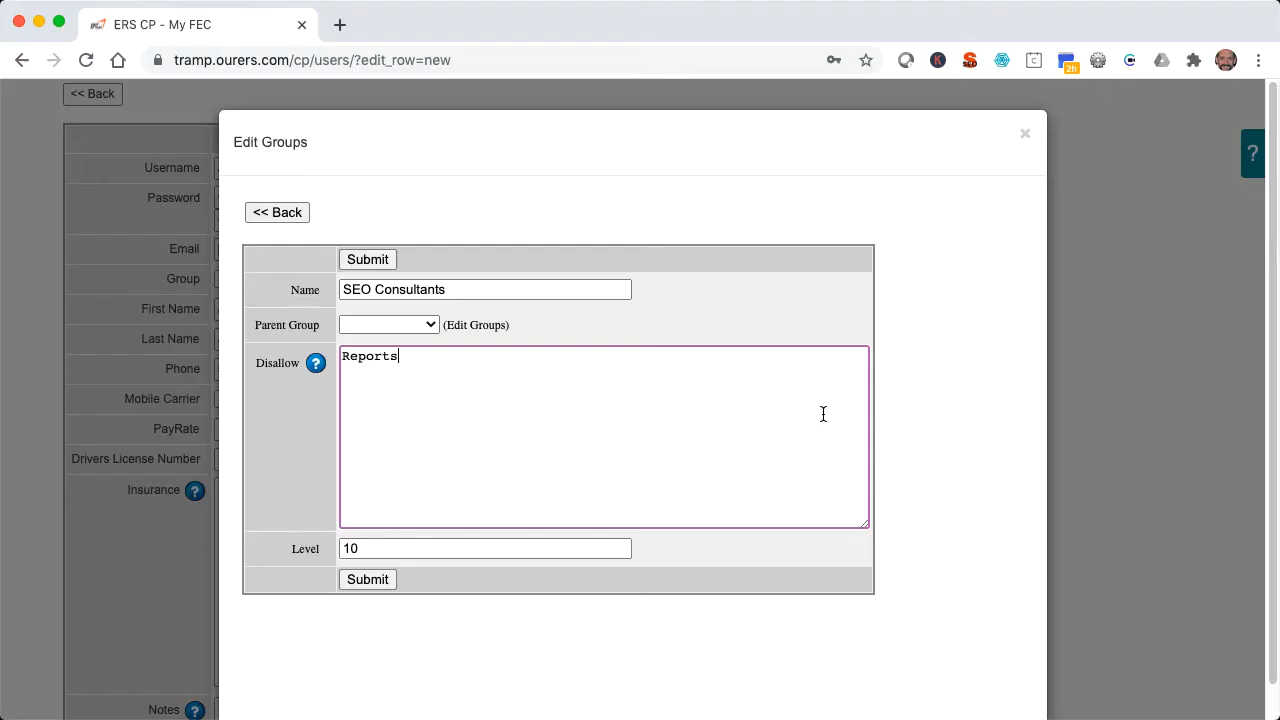 ERS CP - My FEC
tramp.ourers.com/cp/users/?edit_row=new
2h
<< Back
Edit Groups
×
?
Username
Password
Email
Group
First Name
Last Name
Phone
Mobile Carrier
PayRate
Drivers License Number
Insurance ?
Notes ?
<< Back
Submit
Name SEO Consultants
Parent Group (Edit Groups)
Disallow ? Reports
Level 10
Submit